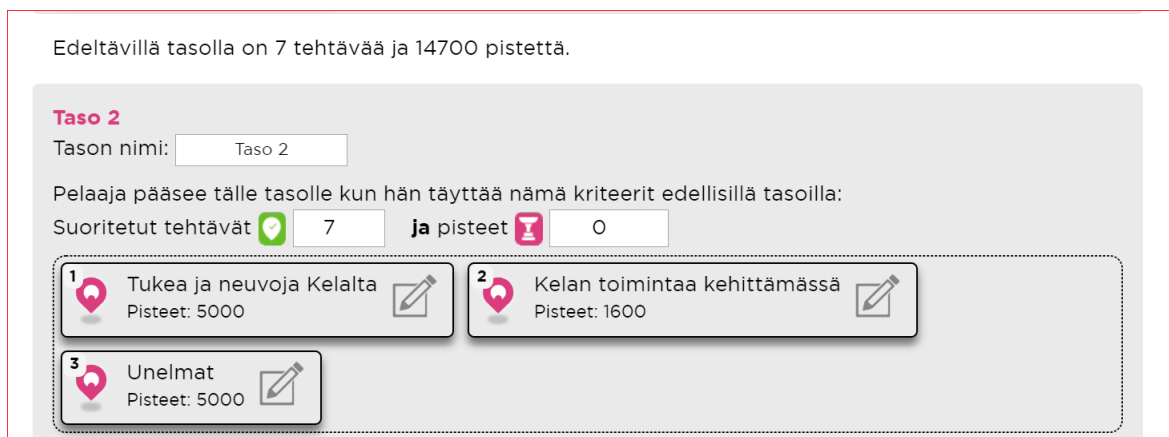 Edeltävillä tasolla on 7 tehtävää ja 14700 pistettä.
Taso 2
Tason nimi: Taso 2
Pelaaja pääsee tälle tasolle kun hän täyttää nämä kriteerit edellisillä tasoilla:
Suoritetut tehtävät 7 ja pisteet 0
1 Tukea ja neuvoja Kelalta
Pisteet: 5000
2 Kelan toimintaa kehittämässä
Pisteet: 1600
3 Unelmat
Pisteet: 5000